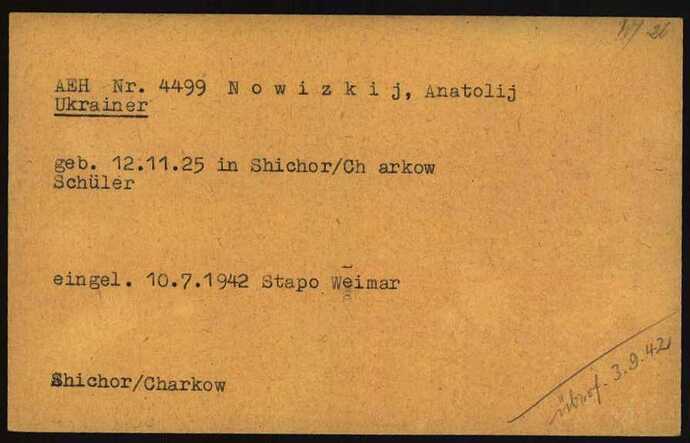 26
AEH Nr. 4499 N o w i z k i j, Anatolij
Ukrainer
geb. 12.11.25 in Shichor/Ch arkow
Schüler
eingel. 10.7.1942 Stapo Weimar
Shichor/Charkow
3.9.42